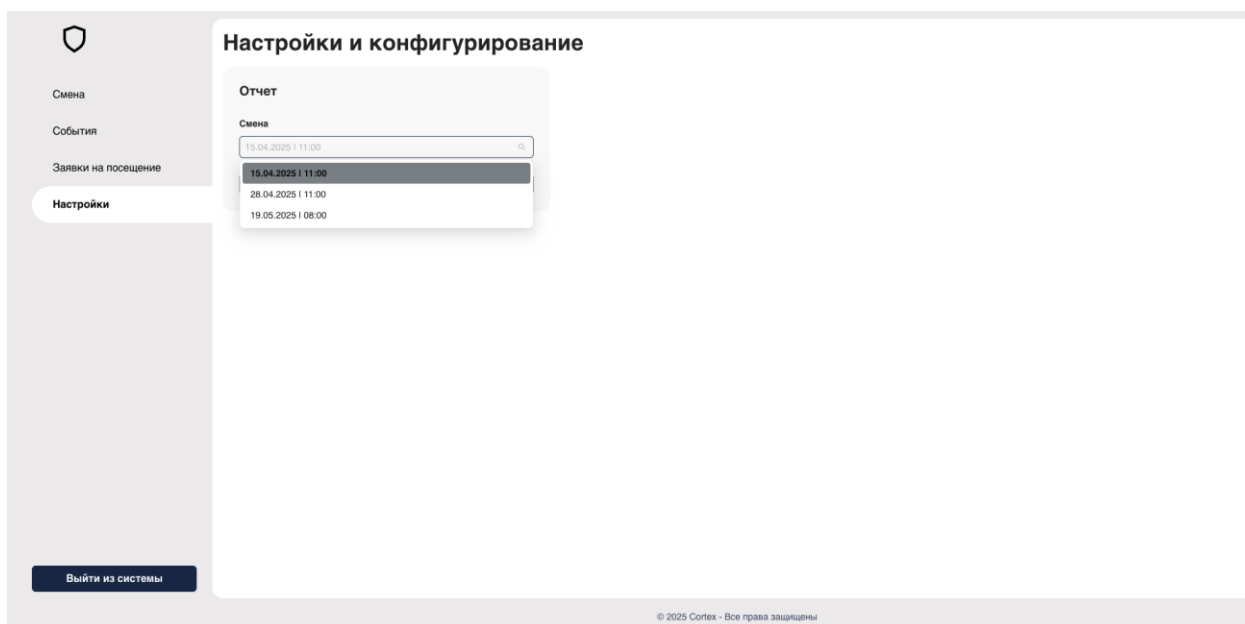 Настройки и конфигурирование
Смена
События
Заявки на посещение
Настройки
Отчет
Смена
15.04.2025 | 11:00
15.04.2025 | 11:00
28.04.2025 | 11:00
19.05.2025 | 08:00
Выйти из системы
© 2025 Cortex - Все права защищены